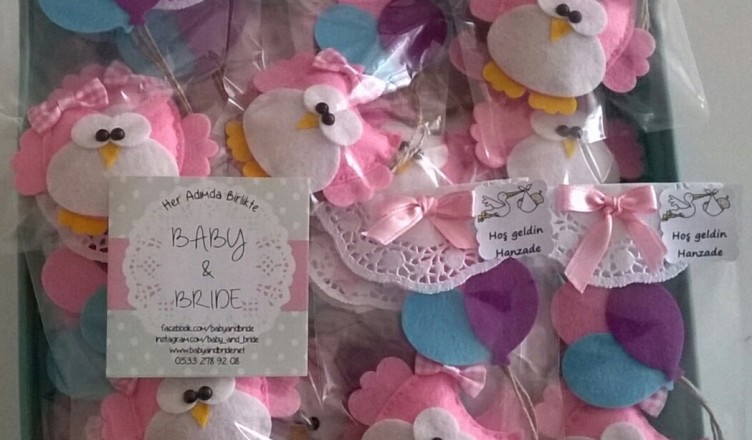 Her Adımda Birlikte
BABY
&
BRIDE
facebook.com/babyandbride
instagram.com/baby_and_bride
www.babyandbride.net
0533 278 92 08
Hoş geldin
Hanzade
Hoş geldin
Hanzade